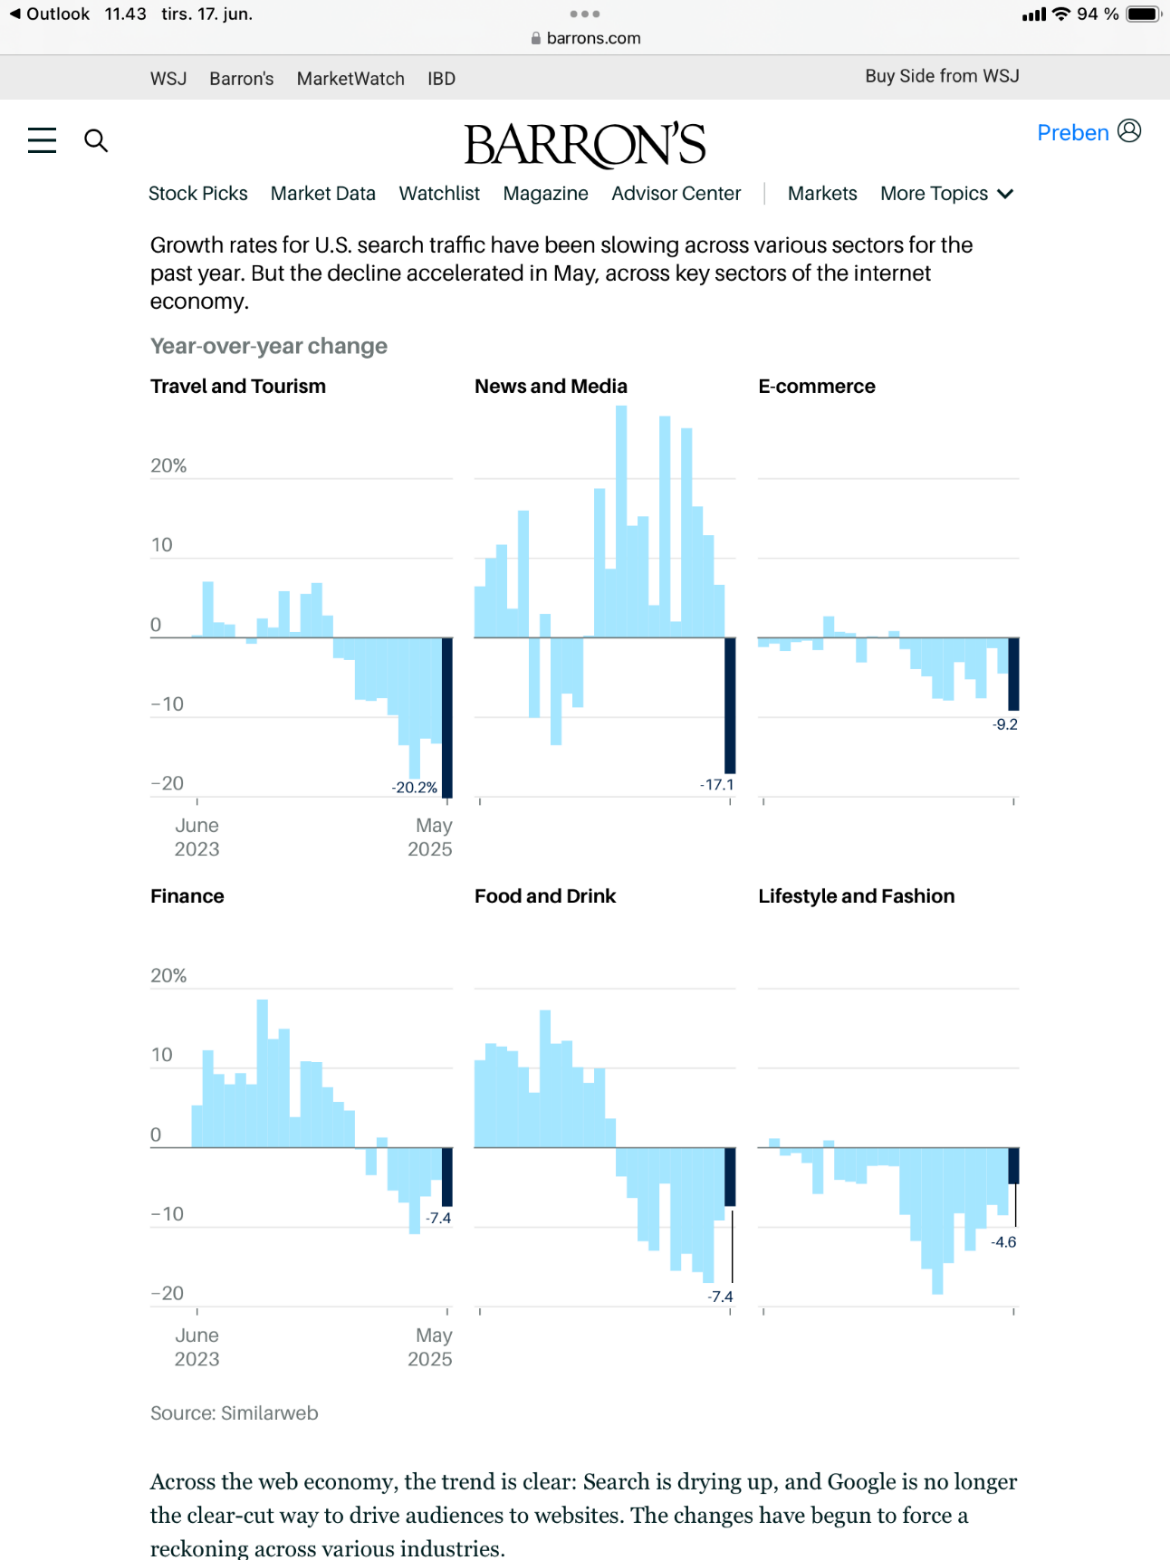 Outlook 11.43 tirs. 17. jun.
94 %
barrons.com
WSJ Barron's MarketWatch IBD
Buy Side from WSJ
BARRON'S
Preben
Stock Picks Market Data Watchlist Magazine Advisor Center Markets More Topics
Growth rates for U.S. search traffic have been slowing across various sectors for the
past year. But the decline accelerated in May, across key sectors of the internet
economy.
Year-over-year change
Travel and Tourism
20%
10
0
−10
−20
-20.2%
June
2023
May
2025
News and Media
-17.1
E-commerce
-9.2
Finance
20%
10
0
−10
−20
-7.4
June
2023
May
2025
Food and Drink
-7.4
Lifestyle and Fashion
-4.6
Source: Similarweb
Across the web economy, the trend is clear: Search is drying up, and Google is no longer
the clear-cut way to drive audiences to websites. The changes have begun to force a
reckoning across various industries.